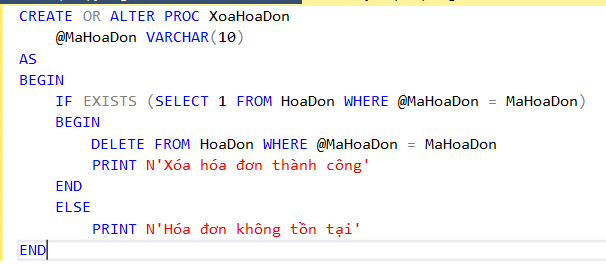 CREATE OR ALTER PROC XoaHoaDon
    @MaHoaDon VARCHAR(10)
AS
BEGIN
    IF EXISTS (SELECT 1 FROM HoaDon WHERE @MaHoaDon = MaHoaDon)
    BEGIN
        DELETE FROM HoaDon WHERE @MaHoaDon = MaHoaDon
        PRINT N'Xóa hóa đơn thành công'
    END
    ELSE
        PRINT N'Hóa đơn không tồn tại'
END